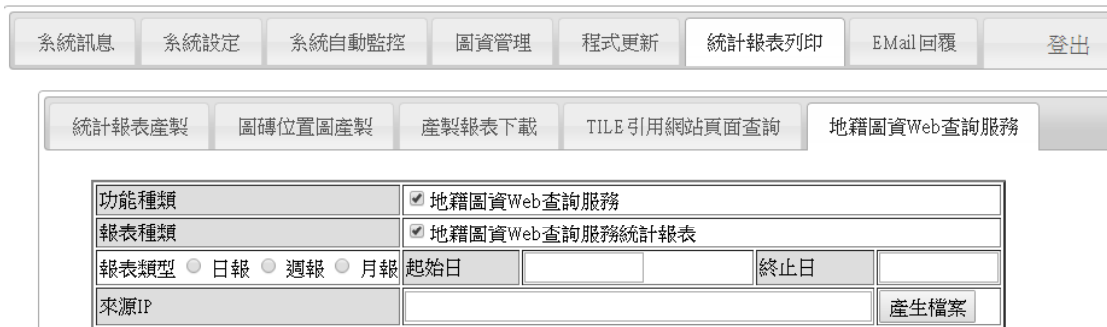 系統訊息 系統設定 系統自動監控 圖資管理 程式更新 統計報表列印 EMail回覆 登出
統計報表產製 圖磚位置圖產製 產製報表下載 TILE引用網站頁面查詢 地籍圖資Web查詢服務
功能種類 地籍圖資Web查詢服務
報表種類 地籍圖資Web查詢服務統計報表
報表類型 日報 週報 月報 起始日 終止日
來源IP 產生檔案